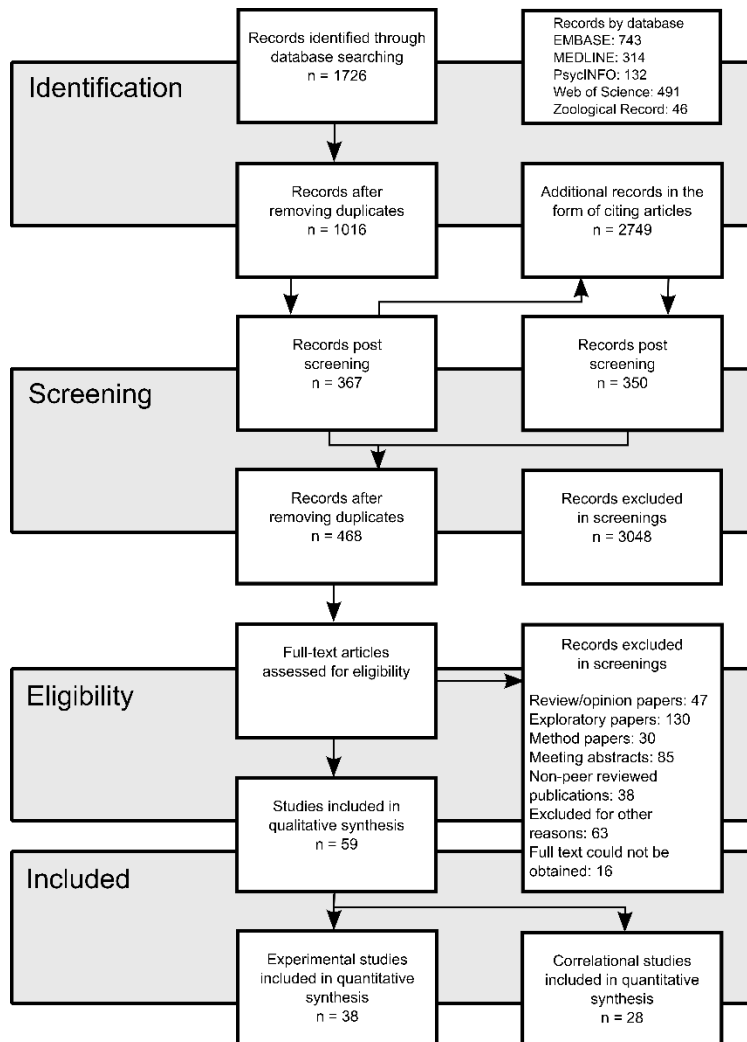 Records identified through
database searching
n = 1726
Records by database
EMBASE: 743
MEDLINE: 314
PsycINFO: 132
Web of Science: 491
Zoological Record: 46
Identification
Records after
removing duplicates
n = 1016
Additional records in the
form of citing articles
n = 2749
Records post
screening
n = 367
Records post
screening
n = 350
Screening
Records after
removing duplicates
n = 468
Records excluded
in screenings
n = 3048
Full-text articles
assessed for eligibility
Records excluded
in screenings
Review/opinion papers: 47
Exploratory papers: 130
Method papers: 30
Meeting abstracts: 85
Non-peer reviewed
publications: 38
Excluded for other
reasons: 63
Full text could not be
obtained: 16
Eligibility
Studies included in
qualitative synthesis
n = 59
Included
Experimental studies
included in quantitative
synthesis
n = 38
Correlational studies
included in quantitative
synthesis
n = 28